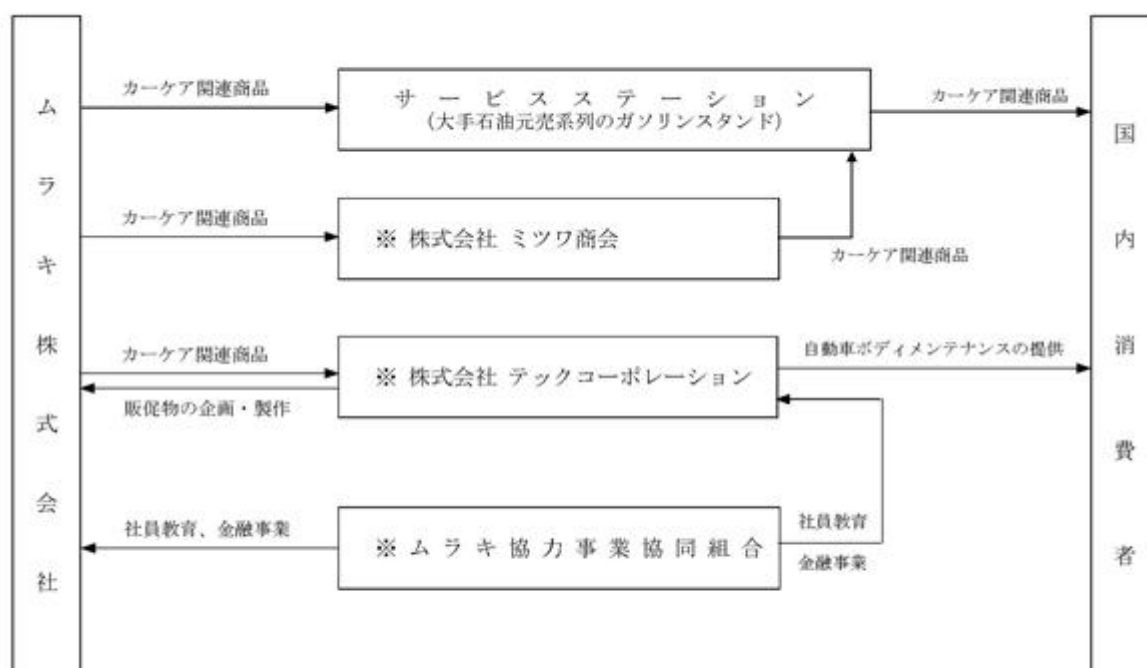 ムラキ株式会社
カーケア関連商品
サービスステーション
(大手石油元売系列のガソリンスタンド)
カーケア関連商品
カーケア関連商品
※ 株式会社 ミツワ商会
カーケア関連商品
カーケア関連商品
販促物の企画・製作
※ 株式会社 テックコーポレーション
自動車ボディメンテナンスの提供
社員教育、金融事業
※ムラキ協力事業協同組合
社員教育
金融事業
国内消費者